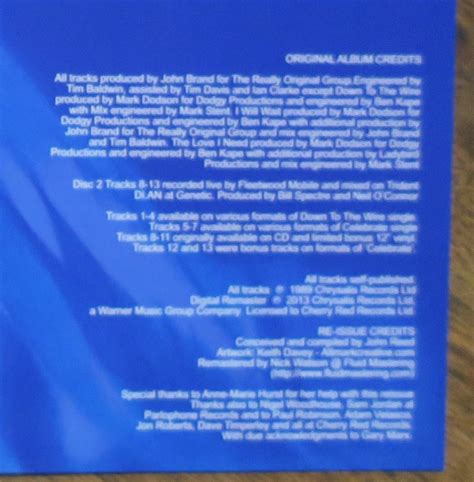 ORIGINAL ALBUM CREDITS
All tracks produced by John Brand for The Really Original Group.Engineered by
Tim Baldwin, assisted by Tim Davis and Ian Clarke except Down To The Wire
produced by Mark Dodson for Dodgy Productions and engineered by Ben Kape
with MIx engineered by Mark Stent. I Will Wait produced by Mark Dodson for
Dodgy Productions and engineered by Ben Kape with additional production by
John Brand for The Really Original Group and mix engineered by John Brand
and Tim Baldwin. The Love I Need produced by Mark Dodson for Dodgy
Productions and engineered by Ben Kape with additional production by
Productions and mix engineered by Mark Stent
Disc 2 Tracks 8-13 recorded live by Fleetwood Mobile and mixed on Trident
Di.AN at Genetic. Produced by Bill Spectre and Neil O'Connor
Tracks 1-4 available on various formats of Down To The Wire single
Tracks 5-7 available on various formats of Celebrate single
Tracks 8-11 originally available on CD and limited bonus 12" vinyl
Tracks 12 and 13 were bonus tracks on formats of 'Celebrate'
All tracks self-published.
All tracks ℗ 1989 Chrysalis Records Ltd
Digital Remaster ℗ 2013 Chrysalis Records Ltd,
a Warner Music Group Company. Licensed to Cherry Red Records Ltd
RE-ISSUE CREDITS
Conceived and compiled by John Reed
Artwork: Keith Davey -
Remastered by Nick Watson @ Fluid Mastering
(http://www.fluidmastering.com)
Special thanks to Anne-Marie Hurst for her help with this reissue
Thanks also to Nigel Woodhouse, Sam Jordan at
Parlophone Records and to Paul Robinson, Adam Velasco,
Jon Roberts, Dave Timperley and all at Cherry Red Records.
With due acknowledgments to Gary Marx.